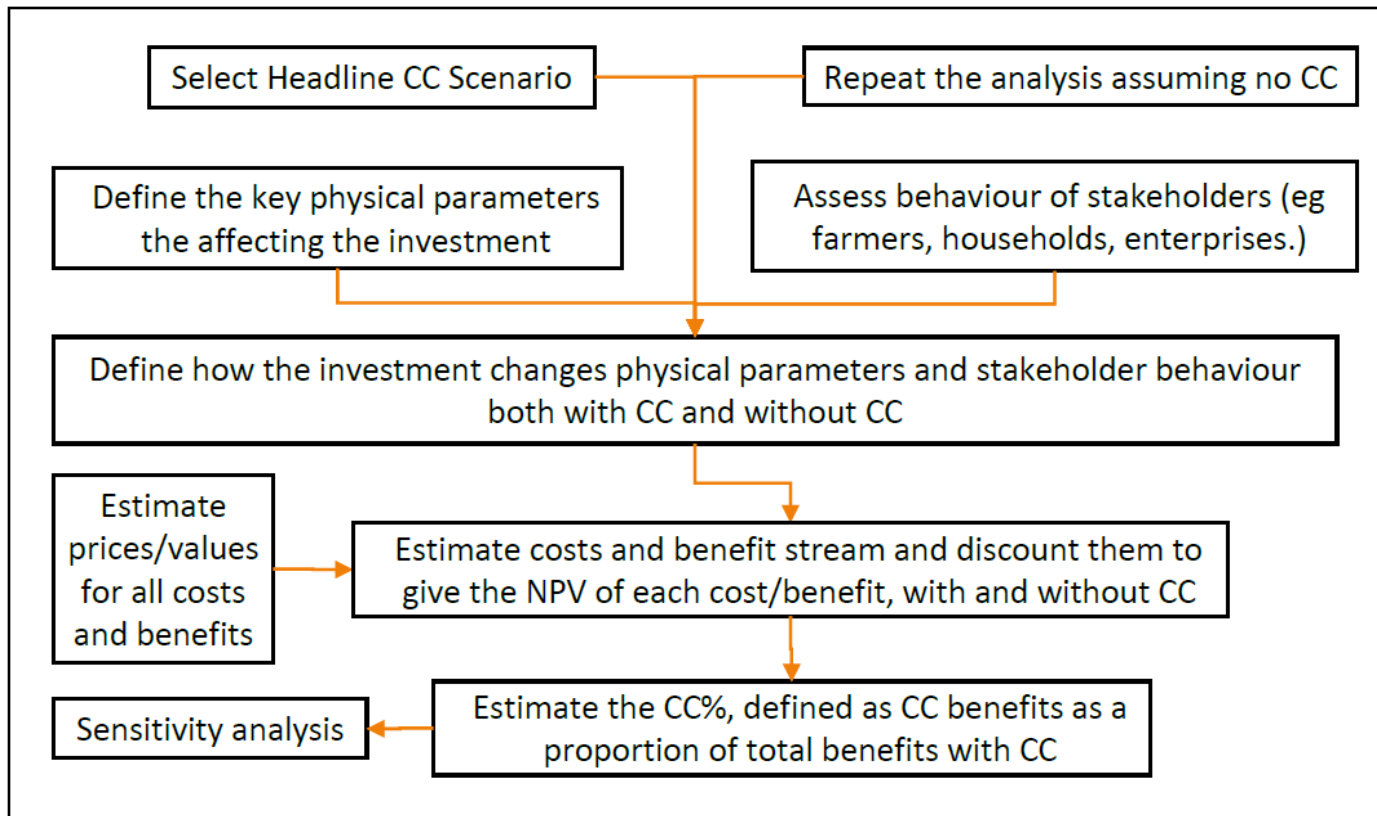 Select Headline CC Scenario
Repeat the analysis assuming no CC
Define the key physical parameters
the affecting the investment
Assess behaviour of stakeholders (eg
farmers, households, enterprises.)
Define how the investment changes physical parameters and stakeholder behaviour
both with CC and without CC
Estimate
prices/values
for all costs
and benefits
Estimate costs and benefit stream and discount them to
give the NPV of each cost/benefit, with and without CC
Estimate the CC%, defined as CC benefits as a
proportion of total benefits with CC
Sensitivity analysis